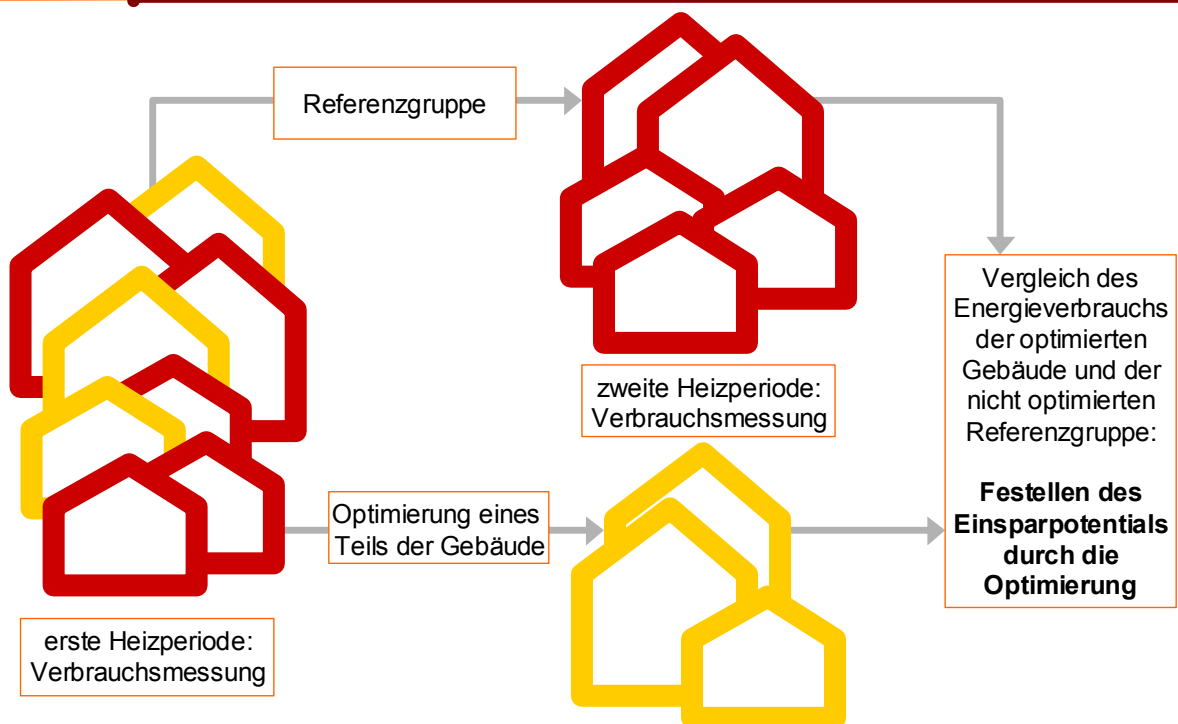 Referenzgruppe
zweite Heizperiode:
Verbrauchsmessung
Vergleich des
Energieverbrauchs
der optimierten
Gebäude und der
nicht optimierten
Referenzgruppe:
Festellen des
Einsparpotentials
durch die
Optimierung
Optimierung eines
Teils der Gebäude
erste Heizperiode:
Verbrauchsmessung